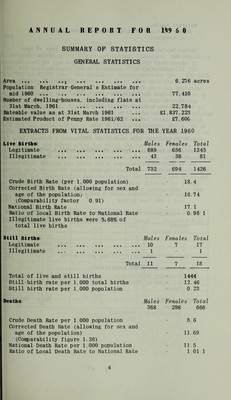 ANNUAL REPORT FOR 1960
SUMMARY OF STATISTICS
GENERAL STATISTICS
Area ... ... ... ... ... ... ... 6,276 acres
Population: Registrar-General's Estimate for
mid 1960 ... ... ... ... ... ... 77,410
Number of dwelling-houses, including flats at
31st March, 1961 ... ... ... ... 22,784
Rateable value as at 31st March 1961 ... £1,837,223
Estimated Product of Penny Rate 1961/62 ... £7,606
EXTRACTS FROM VITAL STATISTICS FOR THE YEAR 1960
Live Births: Males Females Total
Legitimate ... ... ... ... 689 656 1345
Illegitimate ... ... ... ... 43 38 81
Total 732 694 1426
Crude Birth Rate (per 1,000 population) 18.4
Corrected Birth Rate (allowing for sex and
age of the population) 16.74
(Comparability factor 0.91)
National Birth Rate 17.1
Ratio of local Birth Rate to National Rate 0.98 1
Illegitimate live births were 5.68% of
total live births
Still Births Males Females Total
Legitimate ... ... ... ... 10 7 17
Illegitimate ... ... ... ... 1 1
Total 11 7 18
Total of live and still births 1444
Still-birth rate per 1,000 total births 12.46
Still birth rate per 1,000 population 0.23
Deaths: Males Females Total
368 298 666
Crude Death Rate per 1,000 population 8.6
Corrected Death Rate (allowing for sex and
age of the population) 11.69
(Comparability figure 1.36)
National Death Rate per 1,000 population 11.5
Ratio of Local Death Rate to National Rate 1.01 1